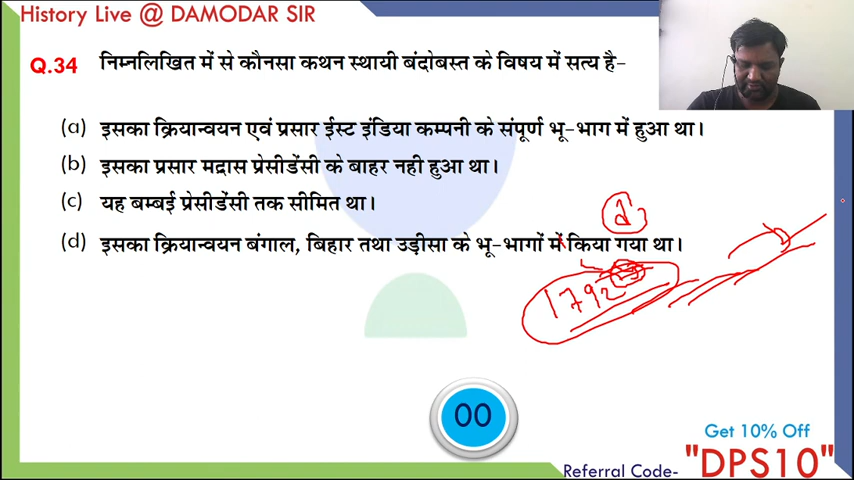 History Live @ DAMODAR SIR
Q.34 निम्नलिखित में से कौनसा कथन स्थायी बंदोबस्त के विषय में सत्य है-
(a) इसका क्रियान्वयन एवं प्रसार ईस्ट इंडिया कम्पनी के संपूर्ण भू-भाग में हुआ था।
(b) इसका प्रसार मद्रास प्रेसीडेंसी के बाहर नही हुआ था।
(c) यह बम्बई प्रेसीडेंसी तक सीमित था।
d
(d) इसका क्रियान्वयन बंगाल, बिहार तथा उड़ीसा के भू-भागों में किया गया था।
1792
00
Get 10% Off
Referral Code- "DPS10"